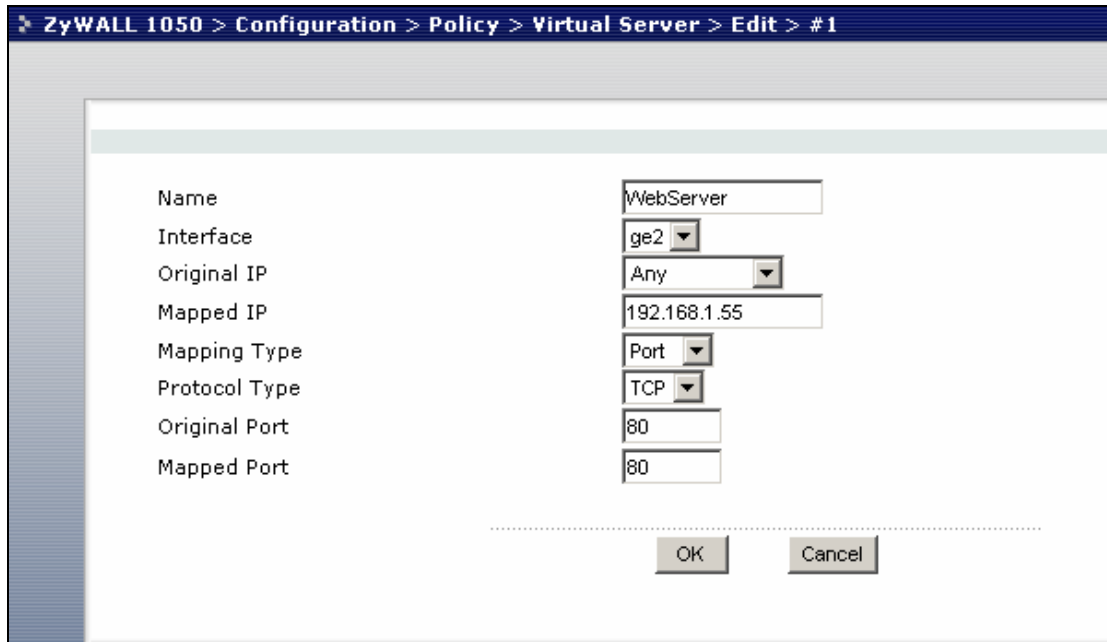 ZyWALL 1050 > Configuration > Policy > Virtual Server > Edit > #1
Name WebServer
Interface ge2
Original IP Any
Mapped IP 192.168.1.55
Mapping Type Port
Protocol Type TCP
Original Port 80
Mapped Port 80
OK Cancel